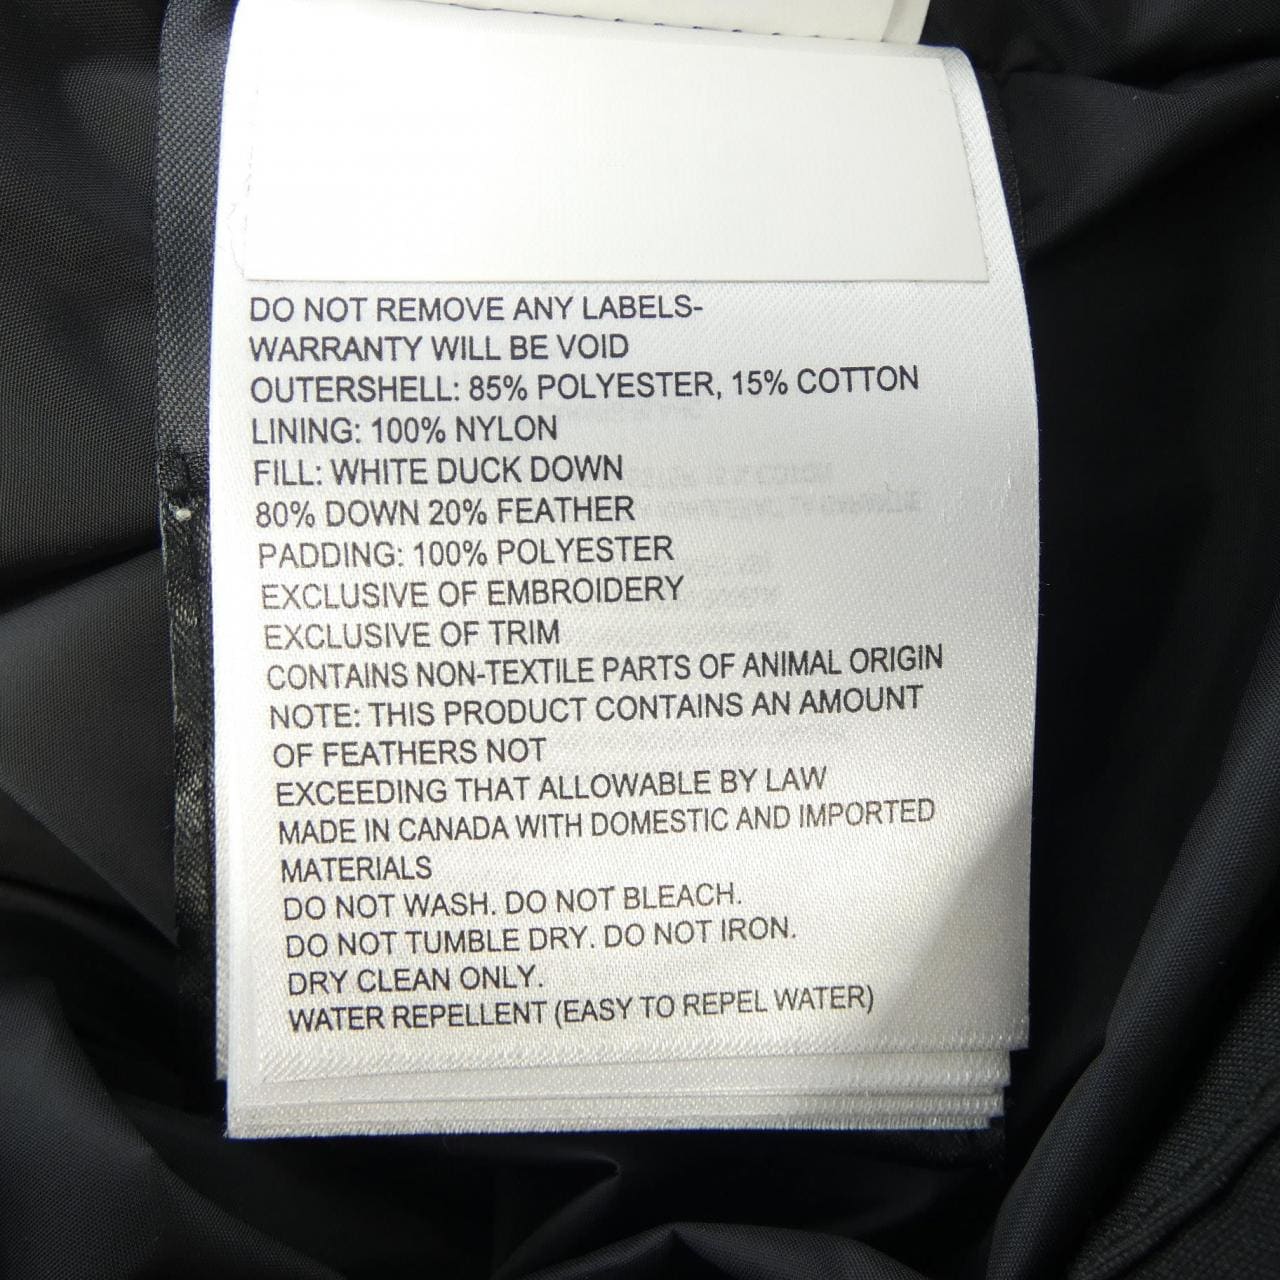 DO NOT REMOVE ANY LABELS-
WARRANTY WILL BE VOID
OUTERSHELL: 85% POLYESTER, 15% COTTON
LINING: 100% NYLON
FILL: WHITE DUCK DOWN
80% DOWN 20% FEATHER
PADDING: 100% POLYESTER
EXCLUSIVE OF EMBROIDERY
EXCLUSIVE OF TRIM
CONTAINS NON-TEXTILE PARTS OF ANIMAL ORIGIN
NOTE: THIS PRODUCT CONTAINS AN AMOUNT
OF FEATHERS NOT
EXCEEDING THAT ALLOWABLE BY LAW
MADE IN CANADA WITH DOMESTIC AND IMPORTED
MATERIALS
DO NOT WASH. DO NOT BLEACH.
DO NOT TUMBLE DRY. DO NOT IRON.
DRY CLEAN ONLY.
WATER REPELLENT (EASY TO REPEL WATER)